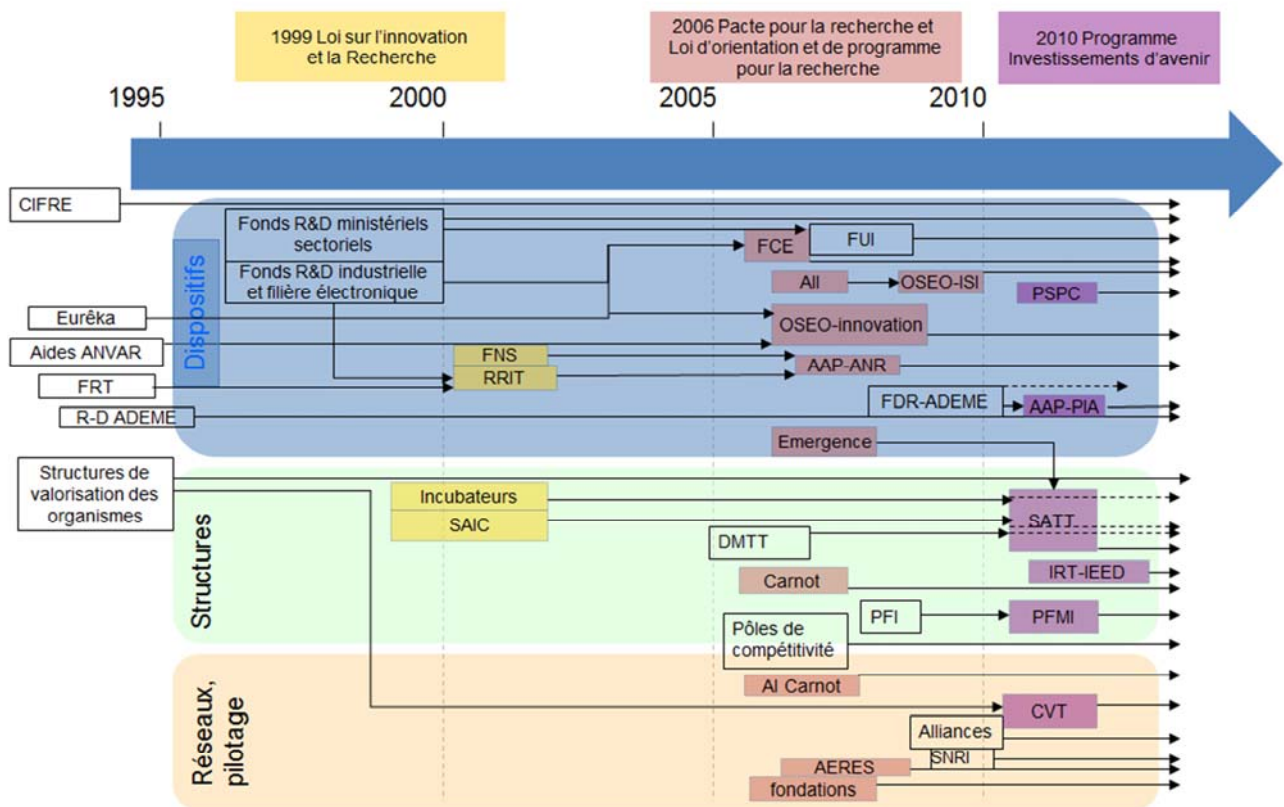 1999 Loi sur l'innovation
et la Recherche
2006 Pacte pour la recherche et
Loi d'orientation et de programme
pour la recherche
2010 Programme
Investissements d'avenir
1995
2000
2005
2010
CIFRE
Dispositifs
Fonds R&D ministériels
sectoriels
Fonds R&D industrielle
et filière électronique
FCE
FUI
AII
OSEO-ISI
PSPC
Eurêka
OSEO-innovation
Aides ANVAR
FNS
RRIT
AAP-ANR
FRT
FDR-ADEME
AAP-PIA
R-D ADEME
Emergence
Structures de
valorisation des
organismes
Structures
Incubateurs
SAIC
SATT
DMTT
IRT-IEED
Carnot
PFI
PFMI
Pôles de
compétitivité
Réseaux,
pilotage
AI Carnot
CVT
Alliances
SNRI
AERES
fondations